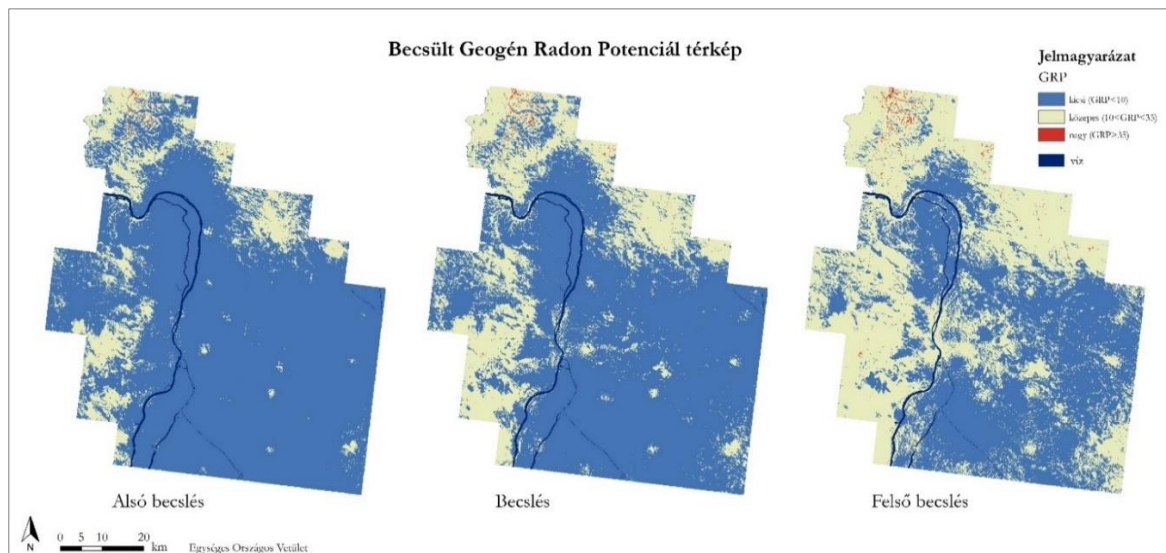 Becsült Geogén Radon Potenciál térkép
Jelmagyarázat
GRP
kicsi (GRP<10)
közepes (10<GRP<35)
nagy (GRP>35)
víz
Alsó becslés
Becslés
Felső becslés
N
0 5 10 20
km
Egységes Országos Vetület